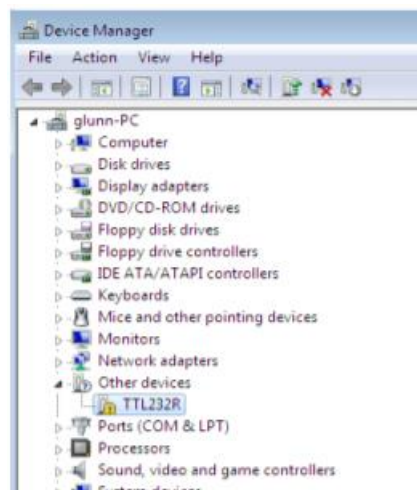 Device Manager
File Action View Help
glunn-PC
Computer
Disk drives
Display adapters
DVD/CD-ROM drives
Floppy disk drives
Floppy drive controllers
IDE ATA/ATAPI controllers
Keyboards
Mice and other pointing devices
Monitors
Network adapters
Other devices
TTL232R
Ports (COM & LPT)
Processors
Sound, video and game controllers
System devices